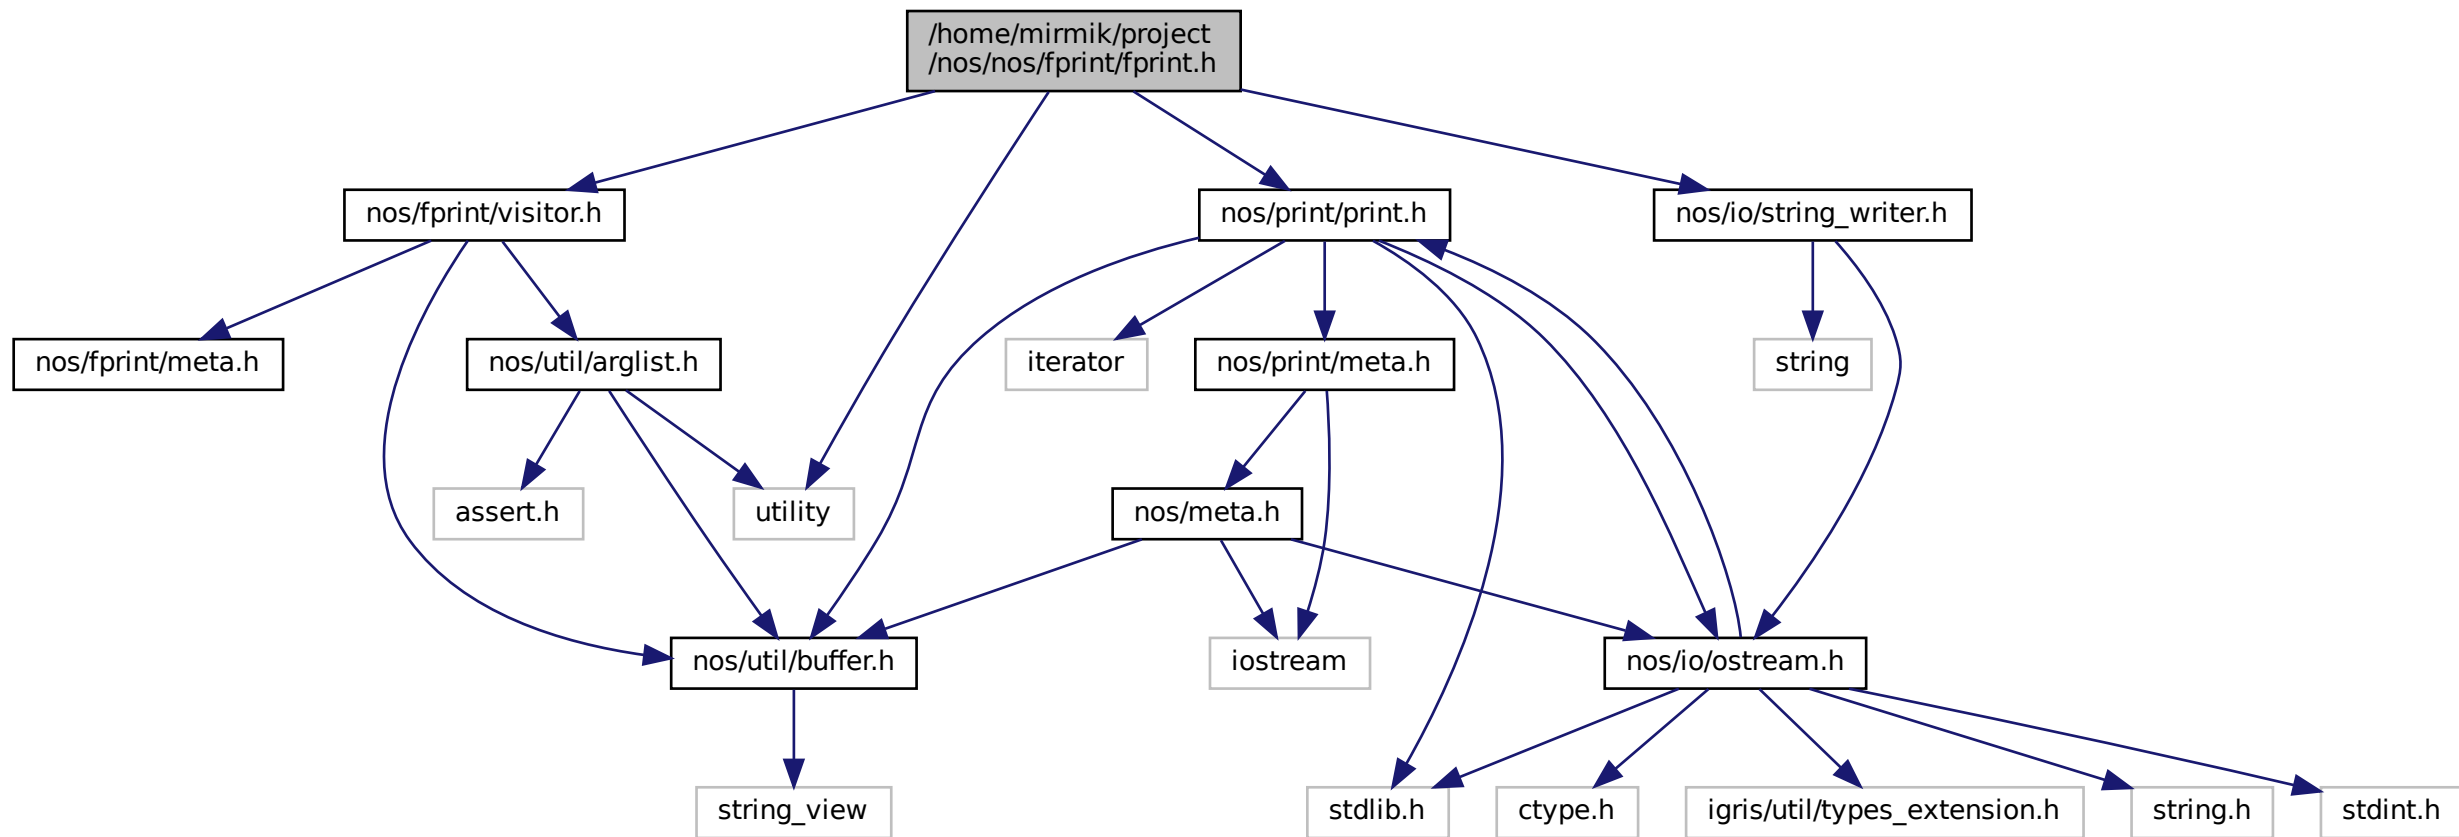 /home/mirmik/project
/nos/nos/fprint/fprint.h
nos/fprint/visitor.h
nos/print/print.h
nos/io/string_writer.h
nos/fprint/meta.h
nos/util/arglist.h
iterator
nos/print/meta.h
string
assert.h
utility
nos/meta.h
nos/util/buffer.h
iostream
nos/io/ostream.h
string_view
stdlib.h
ctype.h
igris/util/types_extension.h
string.h
stdint.h